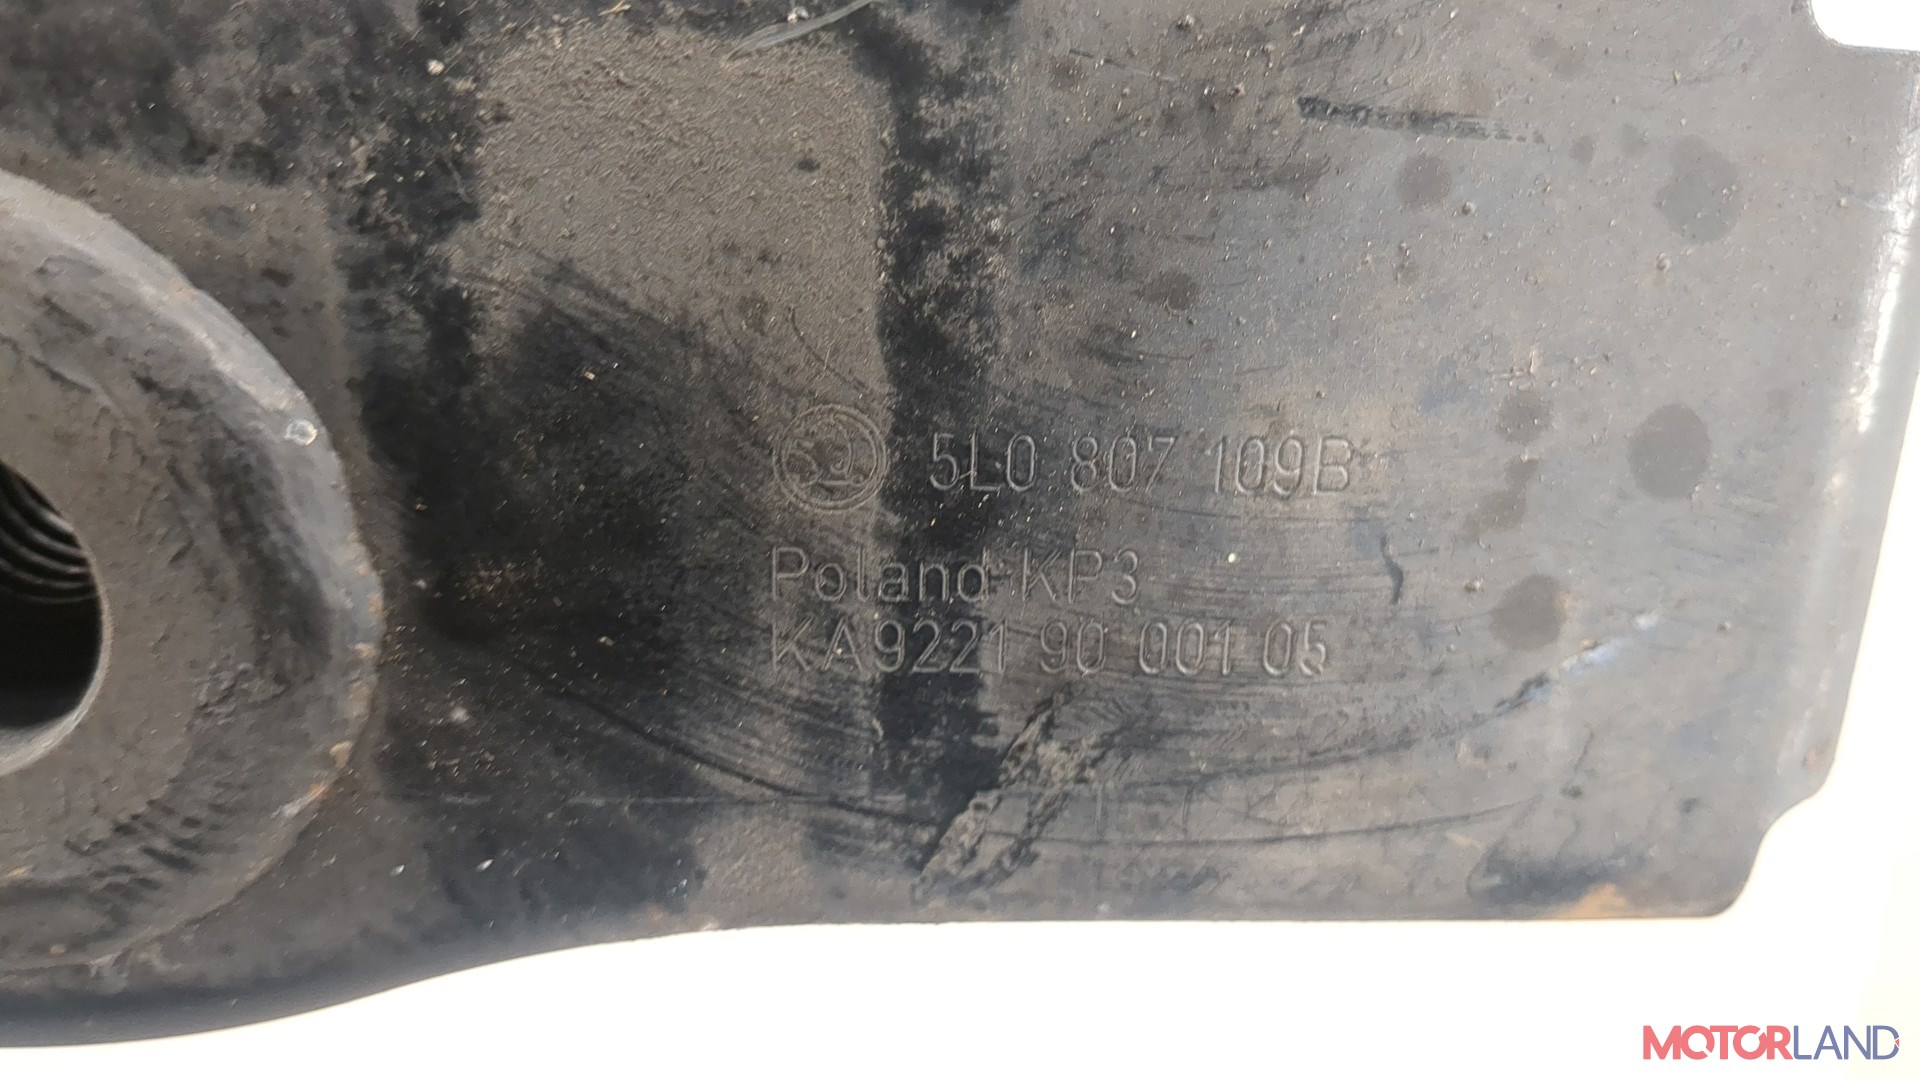 5L0 807 109B
Poland KP3
KA9221 90 001 05
MOTORLAND